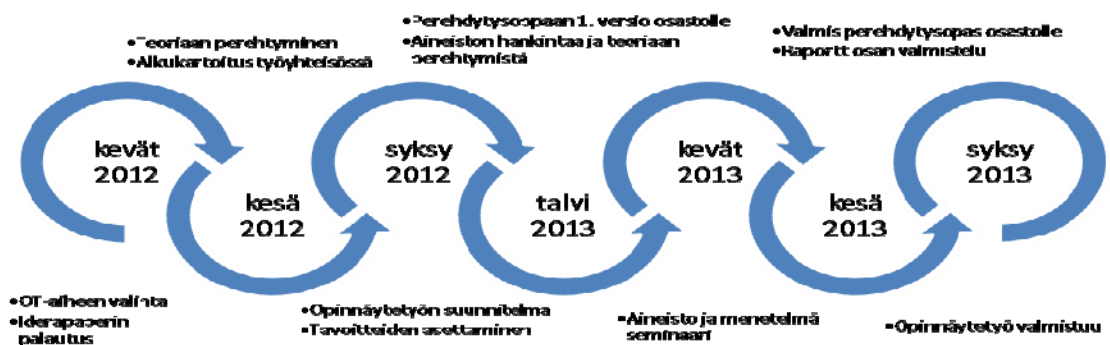 •Teoriaan perehtyminen
•Alkukartoitus työyhteisössä
•Perehdytysoppaan 1. versio osastolle
•Aineiston hankintaa ja teoriaan
perehtymistä
•Valmis perehdytysopas osastolle
•Raportt osan valmistelu
kevät
2012
kesä
2012
syksy
2012
talvi
2013
kevät
2013
kesä
2013
syksy
2013
•OT-aiheen valinta
•Ideapaperin
palautus
•Opinnäytetyön suunnitelma
•Tavoitteiden asettaminen
•Aineisto ja menetelmä
seminaari
•Opinnäytetyö valmistuu